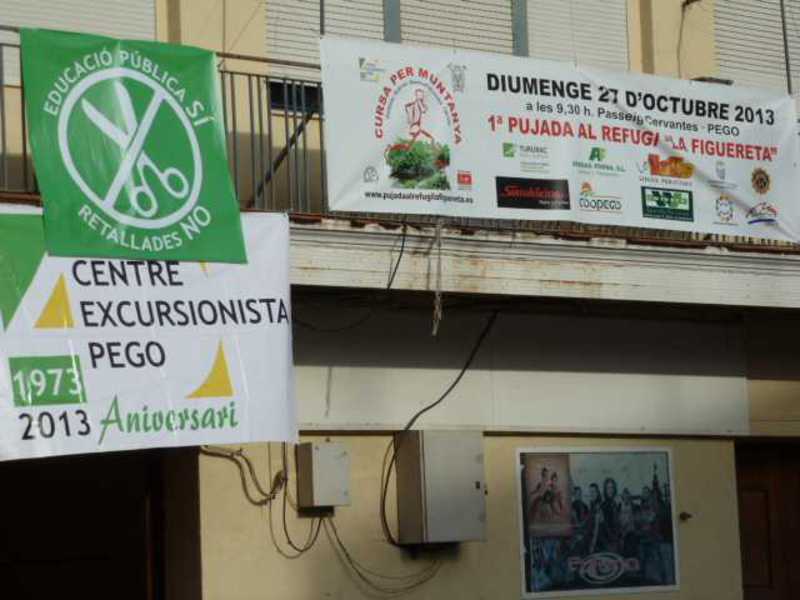 EDUCACIÓ PÚBLICA SÍ
RETALLADES NO
CENTRE
EXCURSIONISTA
PEGO
1973
2013 Aniversari
CURSA PER MUNTANYA
DIUMENGE 27 D'OCTUBRE 2013
a les 9,30 h. Passeig Cervantes - PEGO
1ª PUJADA AL REFUGI "LA FIGUERETA"
www.pujadaalrefugifiguereta.es
coopego